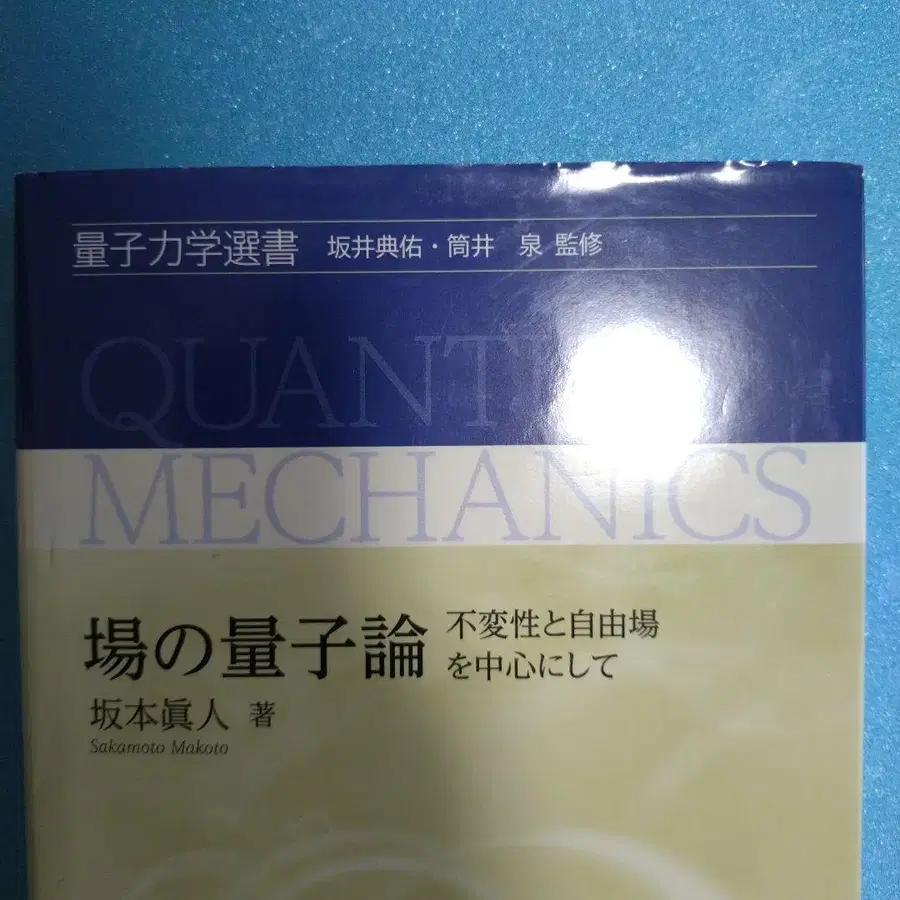 量子力学選書 坂井典佑・筒井 泉 監修
QUANT
MECHANICS
場の量子論 不変性と自由場
を中心にして
坂本眞人 著
Sakamoto Makoto